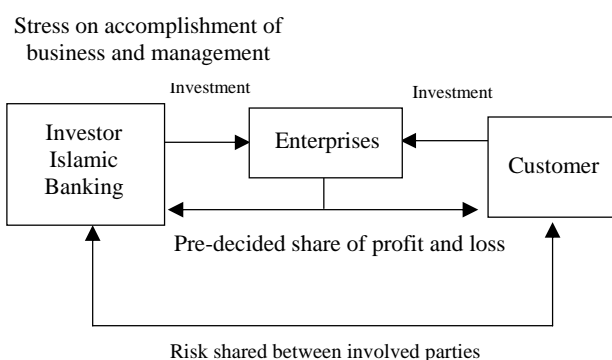 Stress on accomplishment of
business and management
Investment
Investment
Investor
Islamic
Banking
Enterprises
Customer
Pre-decided share of profit and loss
Risk shared between involved parties